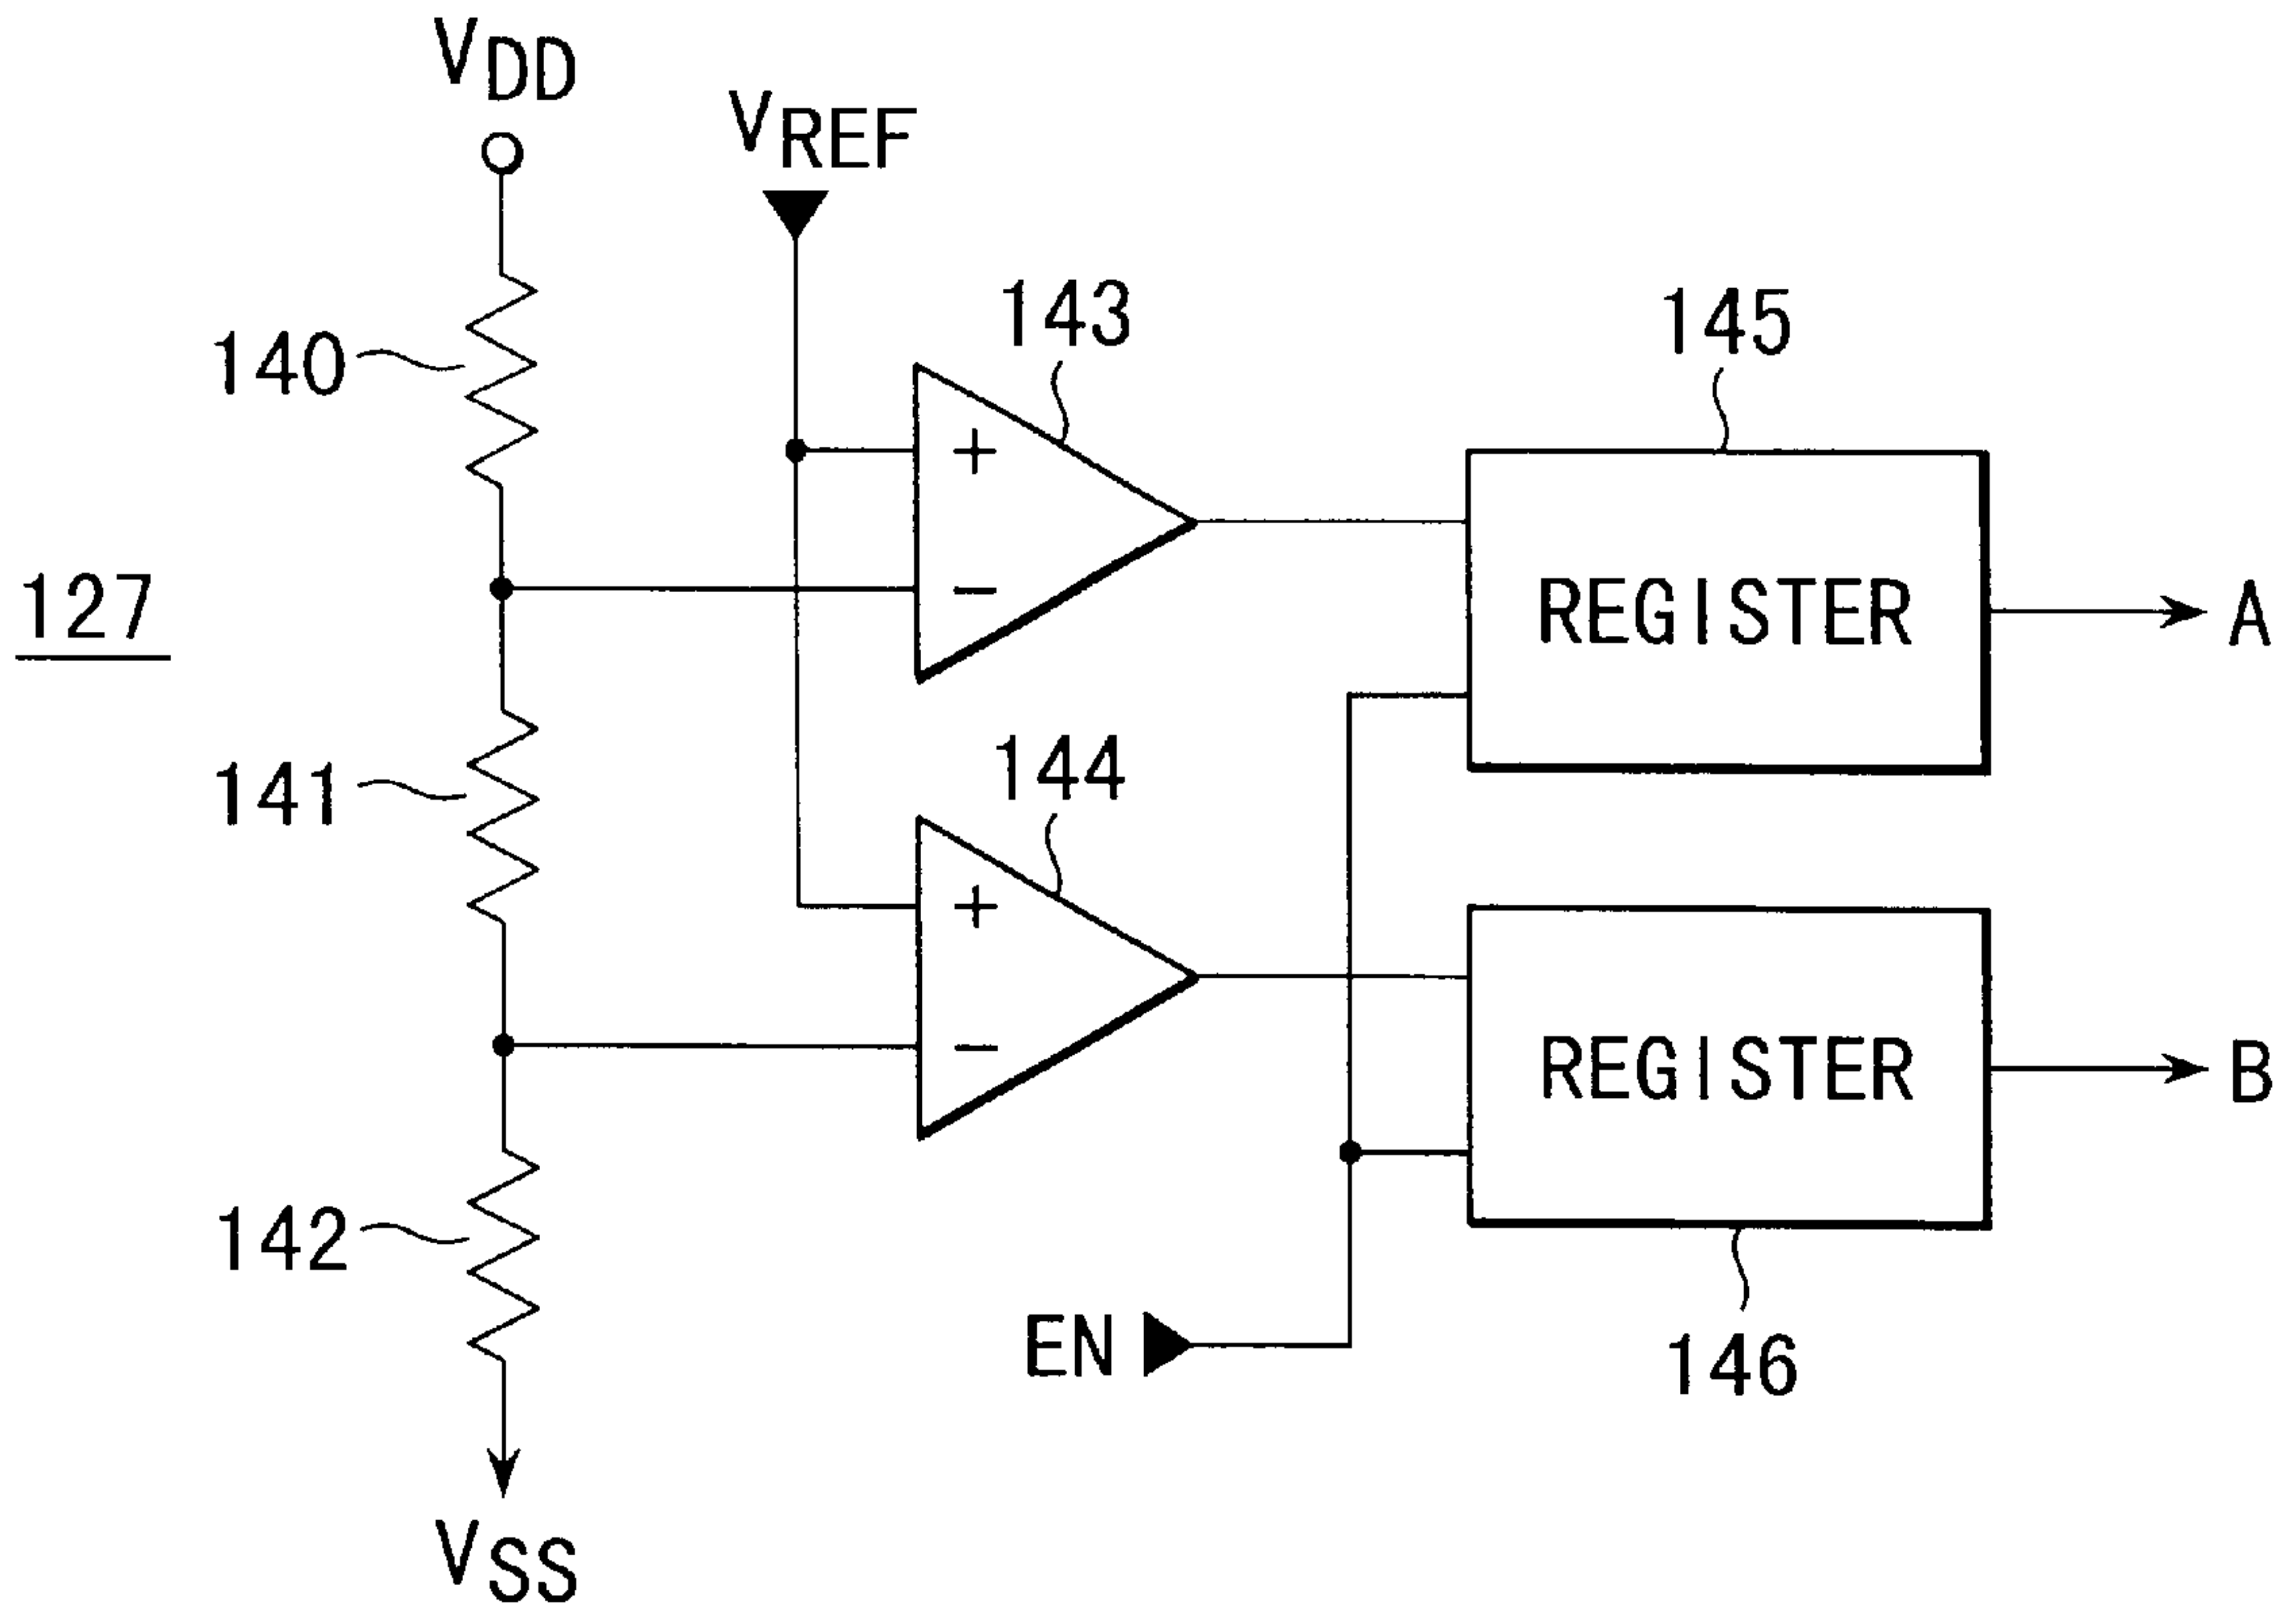 VDD
VREF
143
145
140
+
127
−
REGISTER
A
144
141
+
REGISTER
B
−
142
EN
146
VSS